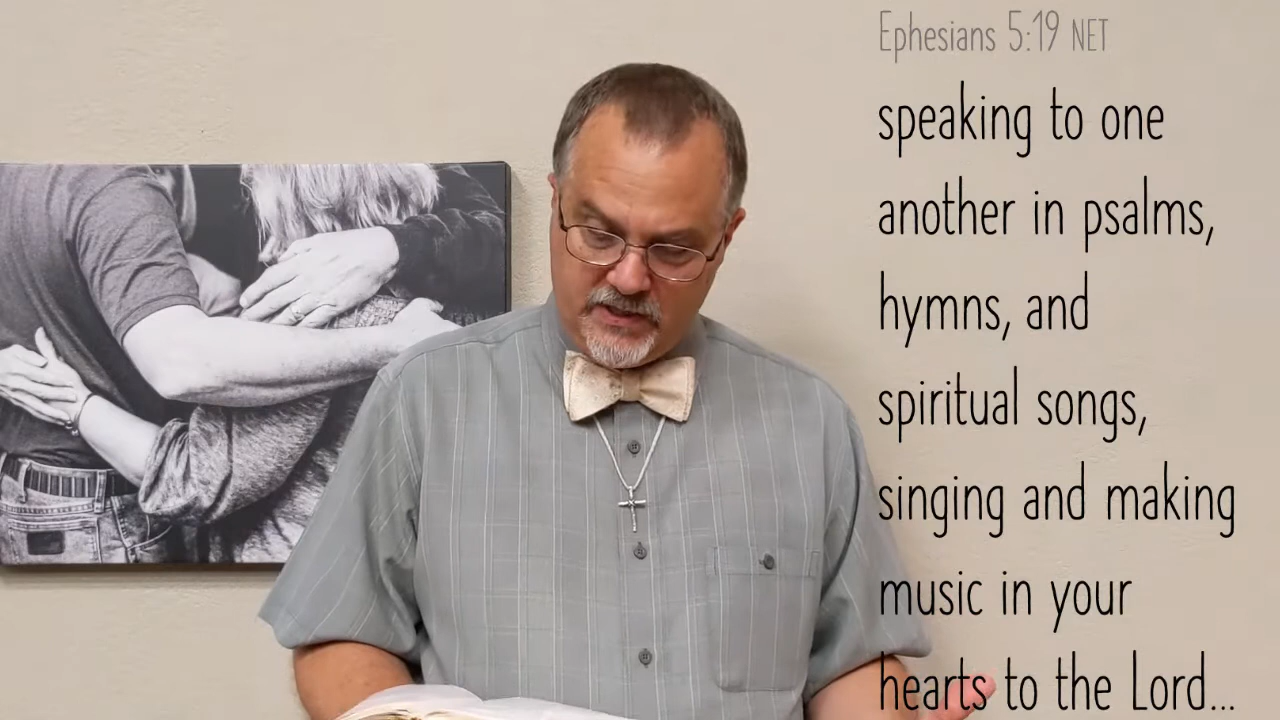 Ephesians 5:19 NET
speaking to one
another in psalms,
hymns, and
spiritual songs,
singing and making
music in your
hearts to the Lord...